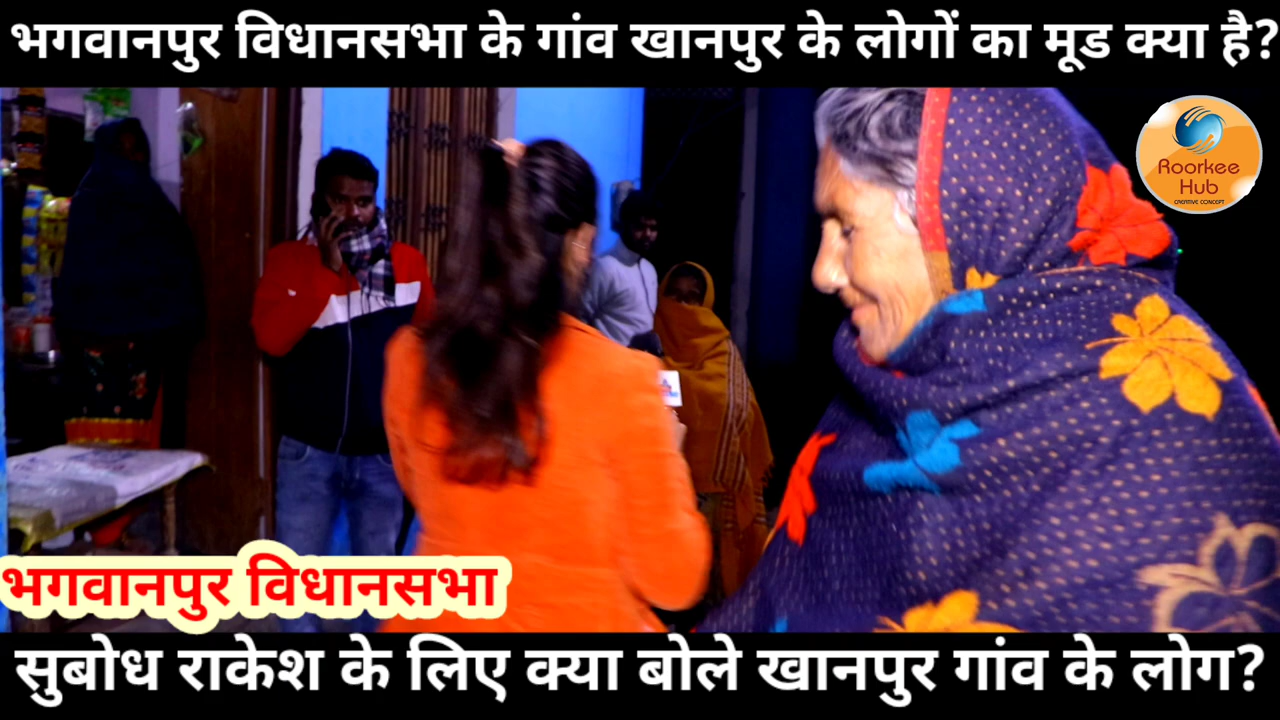 भगवानपुर विधानसभा के गांव खानपुर के लोगों का मूड क्या है?
Roorkee
Hub
CREATIVE CONCEPT
भगवानपुर विधानसभा
सुबोध राकेश के लिए क्या बोले खानपुर गांव के लोग?